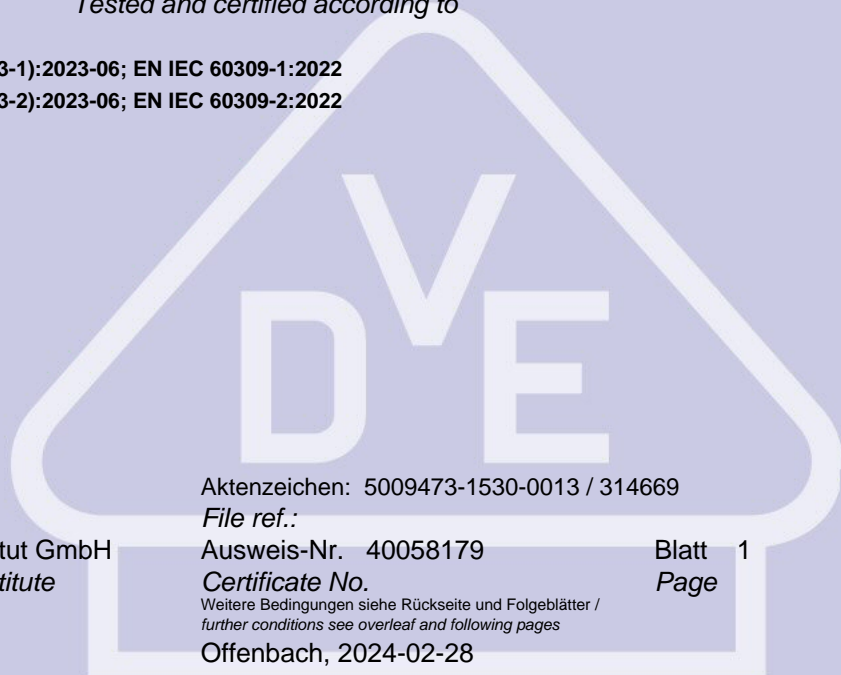 Tested and certified according to
3-1):2023-06; EN IEC 60309-1:2022
3-2):2023-06; EN IEC 60309-2:2022
DVE
Aktenzeichen: 5009473-1530-0013 / 314669
File ref.:
tut GmbH Ausweis-Nr. 40058179 Blatt 1
titute Certificate No. Page
Weitere Bedingungen siehe Rückseite und Folgeblätter /
further conditions see overleaf and following pages
Offenbach, 2024-02-28